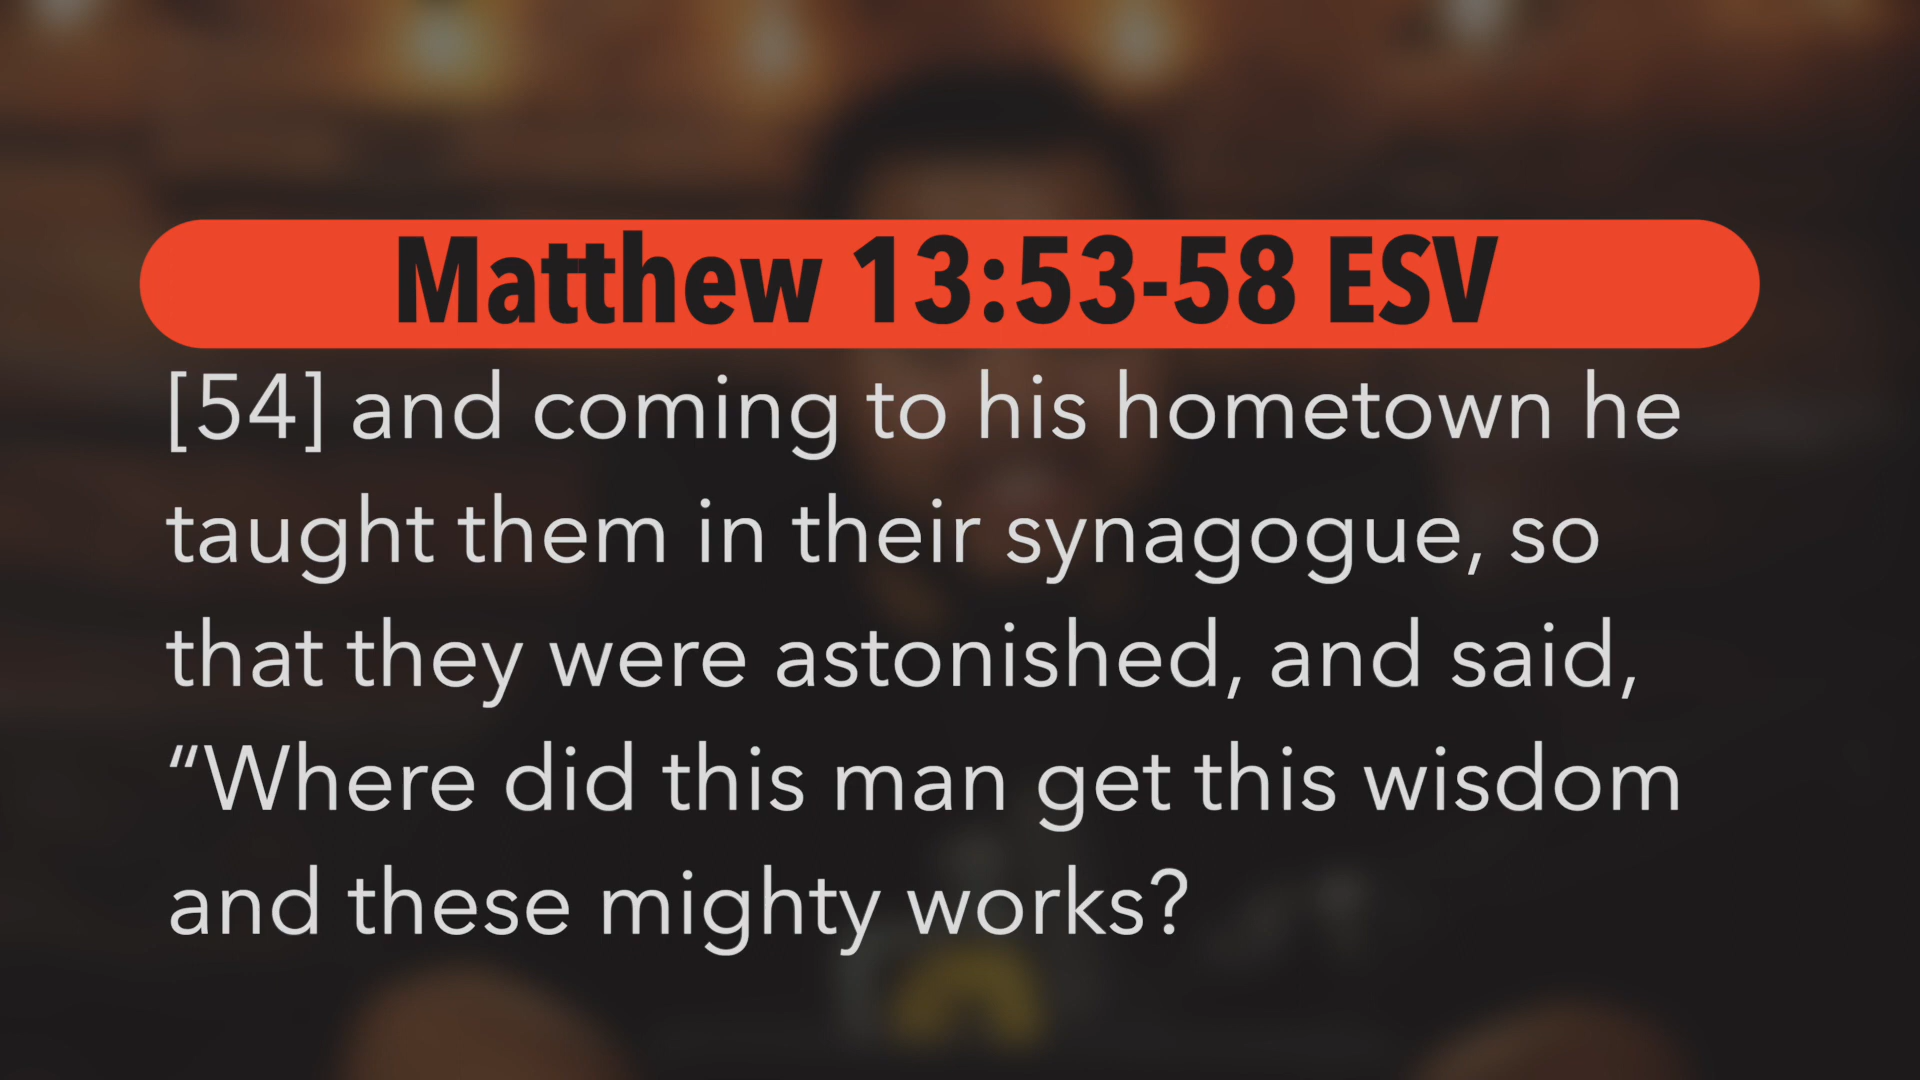 Matthew 13:53-58 ESV
[54] and coming to his hometown he
taught them in their synagogue, so
that they were astonished, and said,
“Where did this man get this wisdom
and these mighty works?